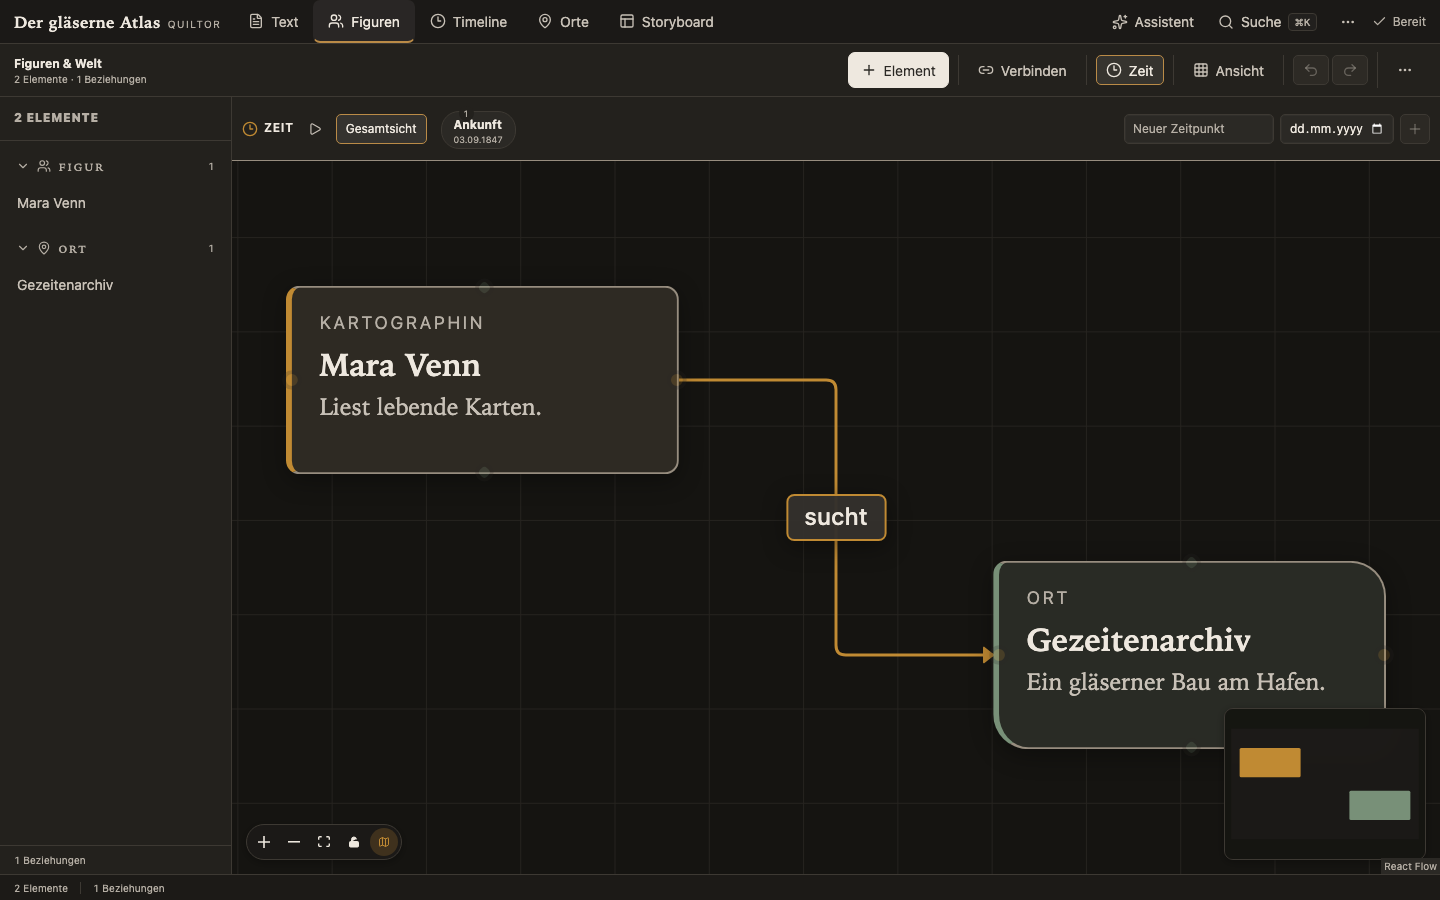 Der gläserne Atlas QUILTOR Text Figuren Timeline Orte Storyboard Assistent Suche ⌘K ··· Bereit
Figuren & Welt
2 Elemente · 1 Beziehungen
Element Verbinden Zeit Ansicht ···
2 ELEMENTE
FIGUR 1
Mara Venn
ORT 1
Gezeitenarchiv
1 Beziehungen
ZEIT Gesamtsicht
1
Ankunft
03.09.1847
Neuer Zeitpunkt dd.mm.yyyy
KARTOGRAPHIN
Mara Venn
Liest lebende Karten.
sucht
ORT
Gezeitenarchiv
Ein gläserner Bau am Hafen.
React Flow
2 Elemente 1 Beziehungen